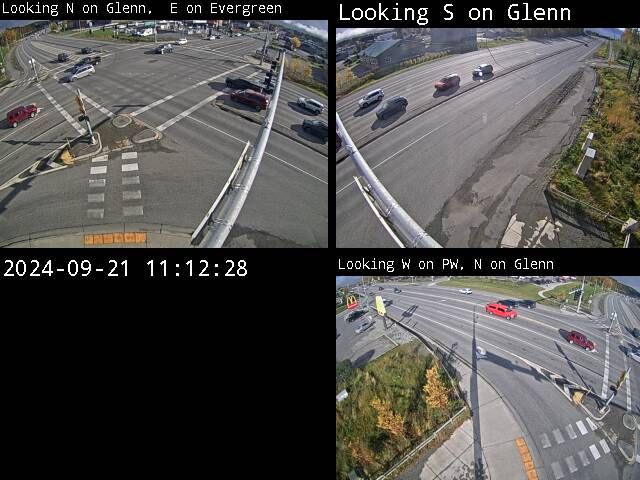 Looking N on Glenn,  E on Evergreen
Looking S on Glenn
2024-09-21 11:12:28
Looking W on PW, N on Glenn